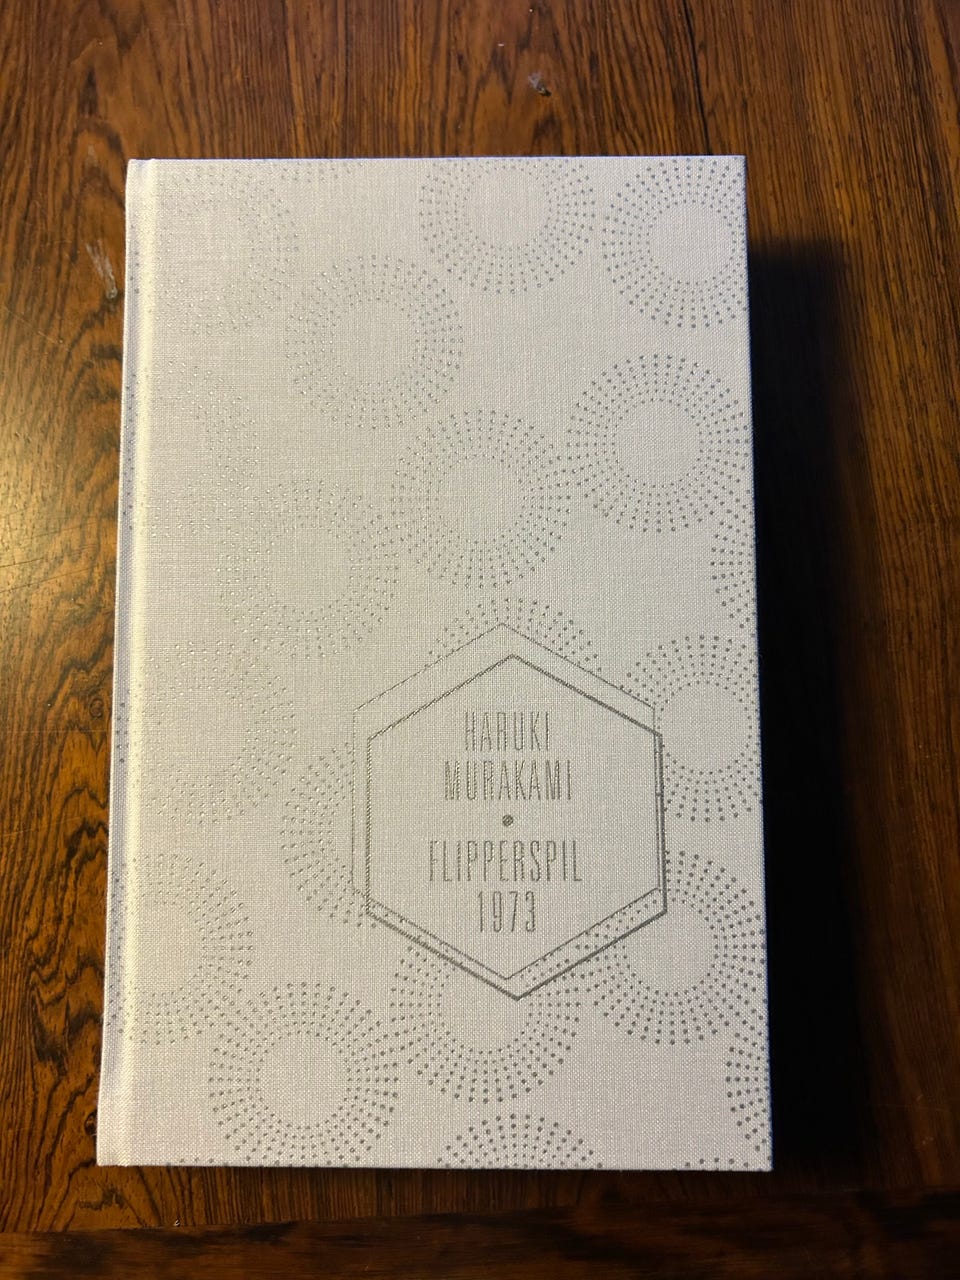 HARUKI
MURAKAMI
•
FLIPPERSPIL
1973